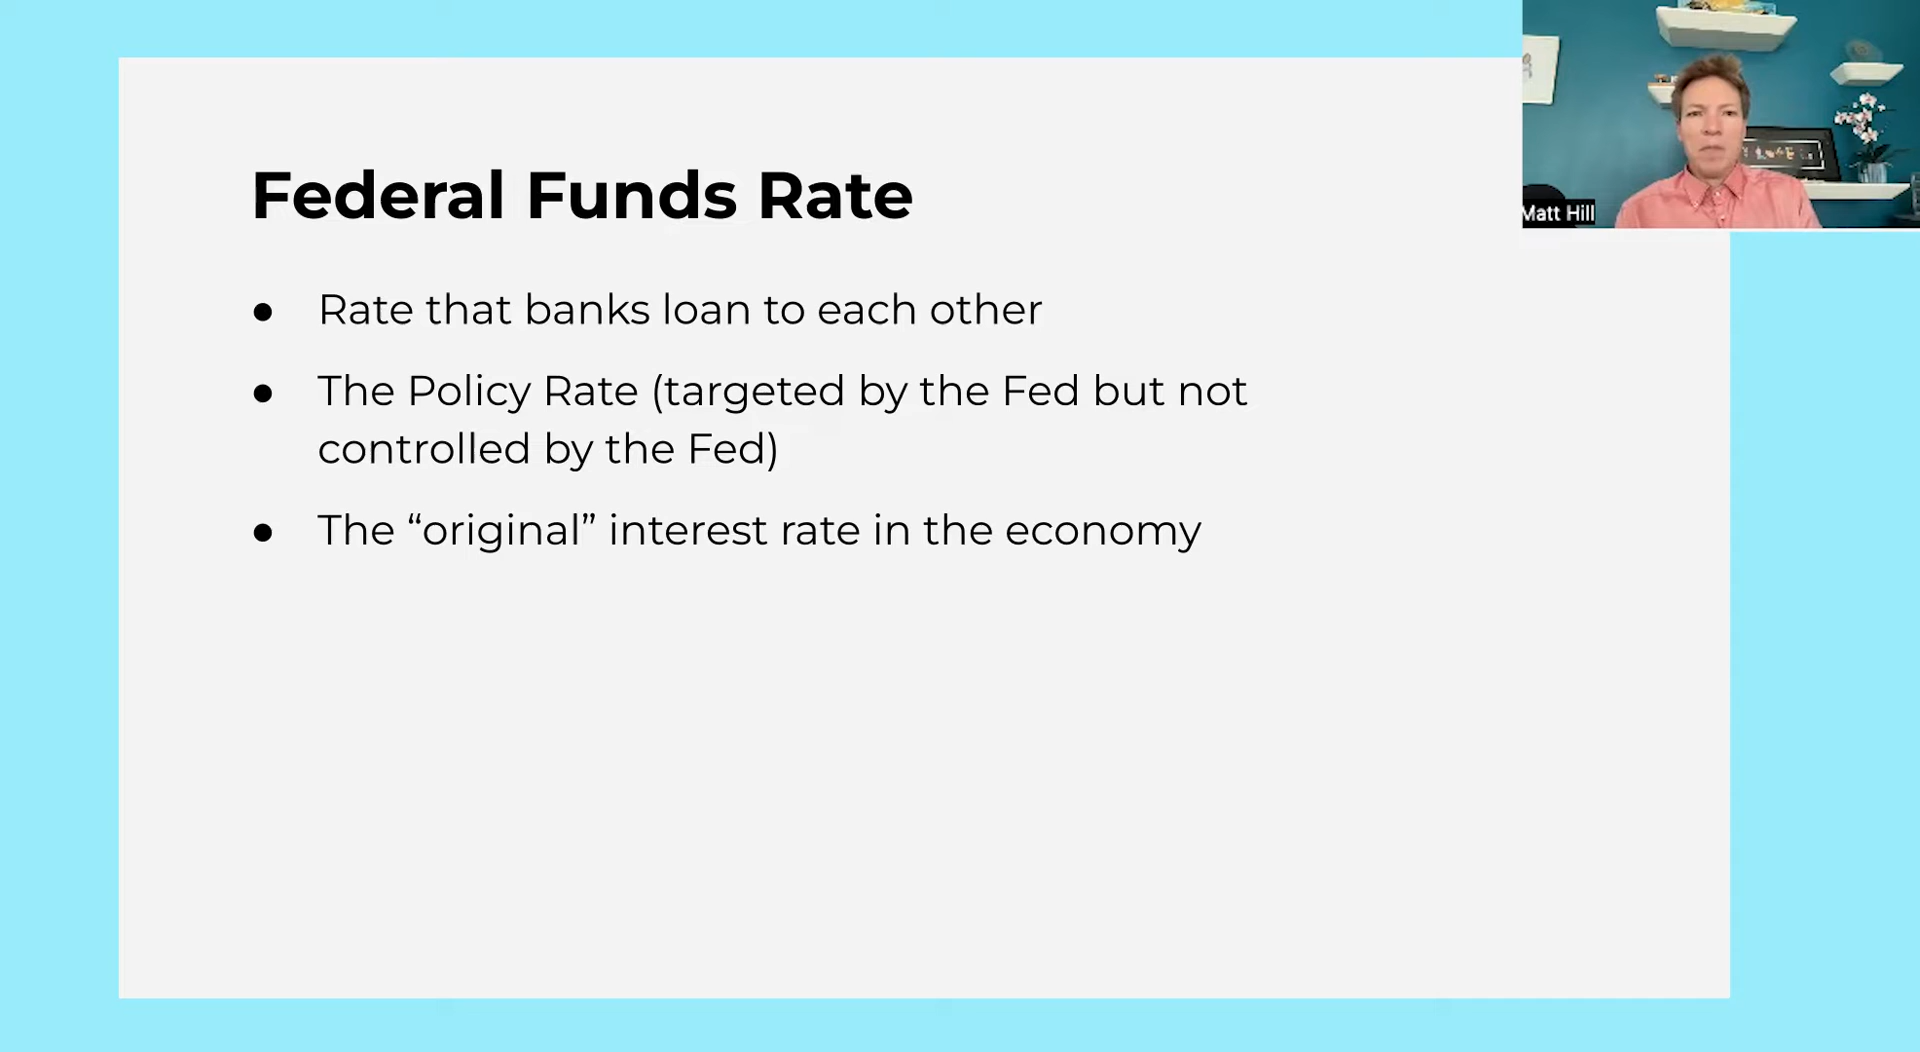 Federal Funds Rate
● Rate that banks loan to each other
● The Policy Rate (targeted by the Fed but not
controlled by the Fed)
● The “original” interest rate in the economy
Matt Hill